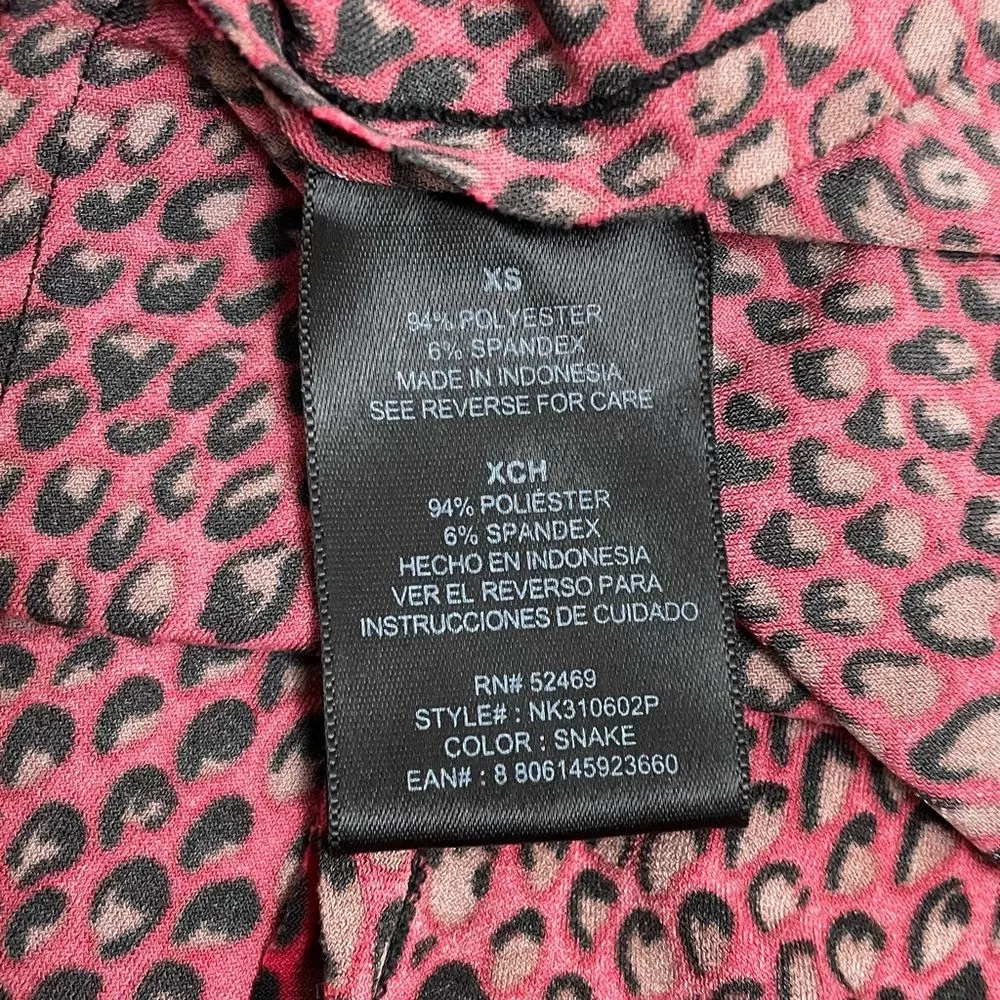 XS
94% POLYESTER
6% SPANDEX
MADE IN INDONESIA
SEE REVERSE FOR CARE
XCH
94% POLIÉSTER
6% SPANDEX
HECHO EN INDONESIA
VER EL REVERSO PARA
INSTRUCCIONES DE CUIDADO
RN# 52469
STYLE# : NK310602P
COLOR : SNAKE
EAN# : 8 806145923660